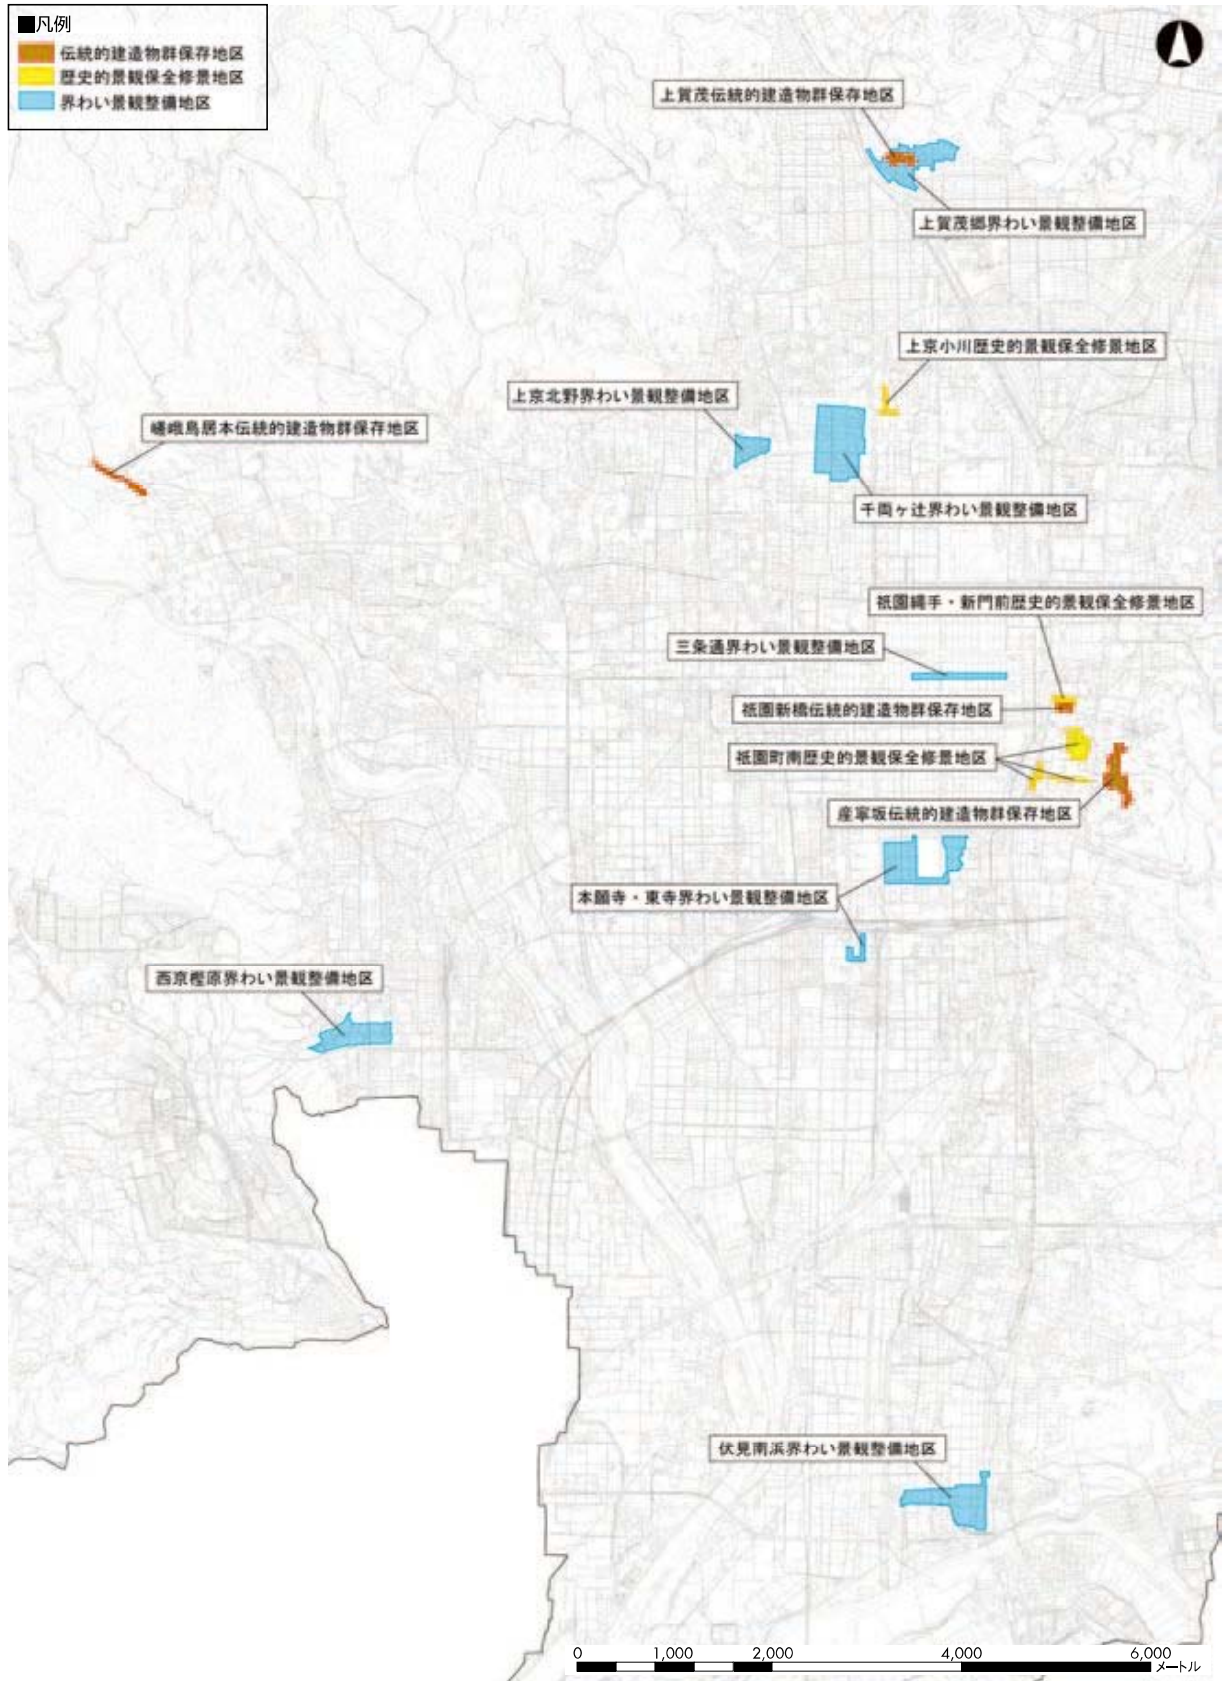 ■凡例
伝統的建造物群保存地区
歴史的景観保全修景地区
界わい景観整備地区
上賀茂伝統的建造物群保存地区
上賀茂郷界わい景観整備地区
上京小川歴史的景観保全修景地区
上京北野界わい景観整備地区
嵯峨鳥居本伝統的建造物群保存地区
千両ヶ辻界わい景観整備地区
祇園縄手・新門前歴史的景観保全修景地区
三条通界わい景観整備地区
祇園新橋伝統的建造物群保存地区
祇園町南歴史的景観保全修景地区
産寧坂伝統的建造物群保存地区
本願寺・東寺界わい景観整備地区
西京樫原界わい景観整備地区
伏見南浜界わい景観整備地区
0 1,000 2,000 4,000 6,000
メートル